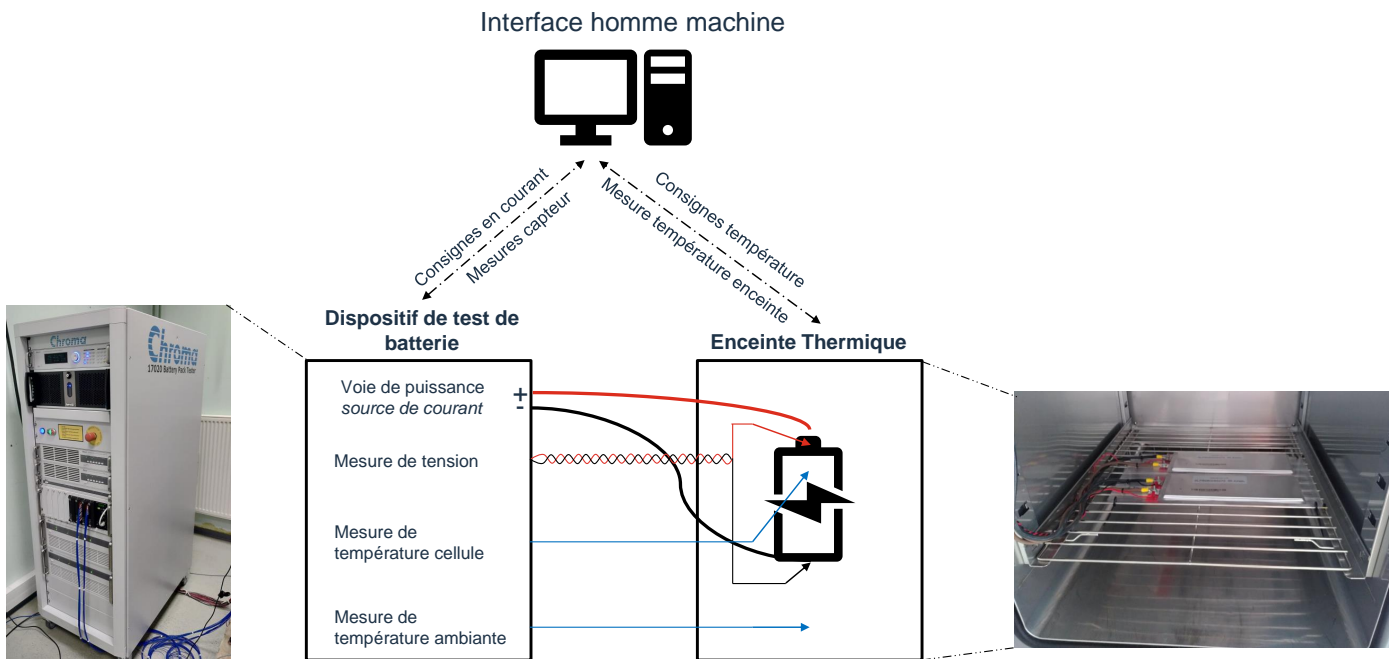 Interface homme machine
Consignes en courant
Mesures capteur
Consignes température
Mesure température enceinte
Dispositif de test de
batterie
Enceinte Thermique
Chroma
Chroma
17020 Battery Pack Tester
Voie de puissance
source de courant
+
-
Mesure de tension
Mesure de
température cellule
Mesure de
température ambiante